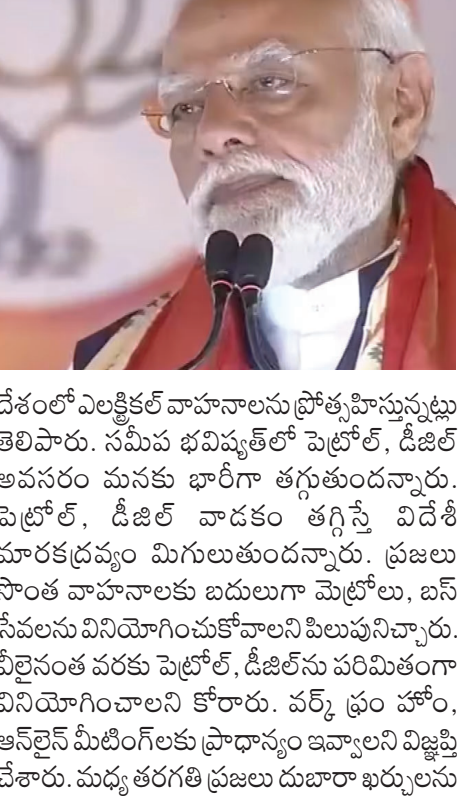 దేశంలో ఎలక్ట్రికల్ వాహనాలను ప్రోత్సహిస్తున్నట్లు
తెలిపారు. సమీప భవిష్యత్‌లో పెట్రోల్, డీజిల్
అవసరం మనకు భారీగా తగ్గుతుందన్నారు.
పెట్రోల్, డీజిల్ వాడకం తగ్గిస్తే విదేశీ
మారకద్రవ్యం మిగులుతుందన్నారు. ప్రజలు
సొంత వాహనాలకు బదులుగా మెట్రోలు, బస్
సేవలను వినియోగించుకోవాలని పిలుపునిచ్చారు.
వీలైనంత వరకు పెట్రోల్, డీజిల్‌ను పరిమితంగా
వినియోగించాలని కోరారు. వర్క్ ఫ్రం హోం,
ఆన్‌లైన్ మీటింగ్‌లకు ప్రాధాన్యం ఇవ్వాలని విజ్ఞప్తి
చేశారు. మధ్య తరగతి ప్రజలు దుబారా ఖర్చులను